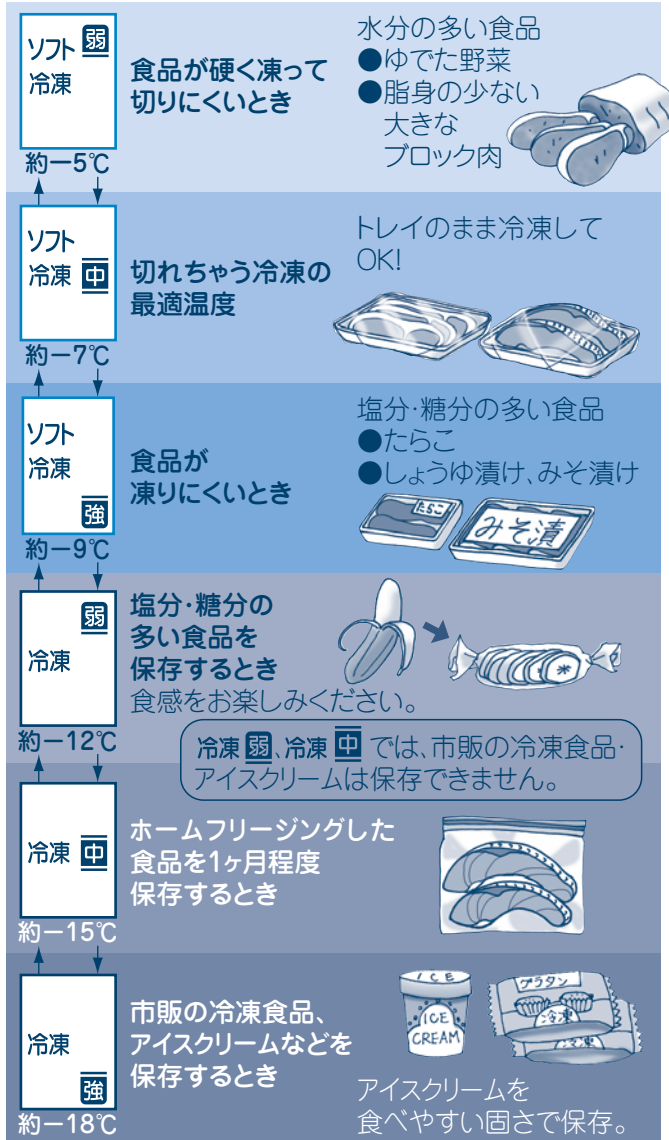 ソフト 弱
冷凍
約−5℃
食品が硬く凍って
切りにくいとき
水分の多い食品
●ゆでた野菜
●脂身の少ない
大きな
ブロック肉
ソフト
冷凍 中
約−7℃
切れちゃう冷凍の
最適温度
トレイのまま冷凍して
OK!
ソフト
冷凍
強
約−9℃
食品が
凍りにくいとき
塩分・糖分の多い食品
●たらこ
●しょうゆ漬け、みそ漬け
たらこ
みそ漬
弱
冷凍
約−12℃
塩分・糖分の
多い食品を
保存するとき
食感をお楽しみください。
冷凍 弱、冷凍 中 では、市販の冷凍食品・
アイスクリームは保存できません。
冷凍 中
約−15℃
ホームフリージングした
食品を1ヶ月程度
保存するとき
冷凍
強
約−18℃
市販の冷凍食品、
アイスクリームなどを
保存するとき
ICE
ICE
CREAM
グラタン
冷凍
アイスクリームを
食べやすい固さで保存。